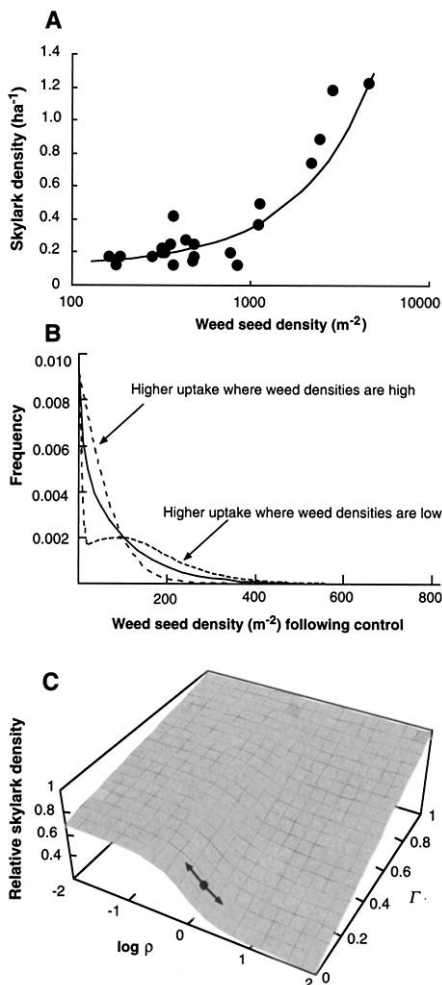 A
Skylark density (ha-1)
1.4
1.2
1.0
0.8
0.6
0.4
0.2
0
100
1000
10000
Weed seed density (m-2)
B
Frequency
0.010
0.008
0.006
0.004
0.002
Higher uptake where weed densities are high
Higher uptake where weed densities are low
200
400
600
800
Weed seed density (m-2) following control
C
Relative skylark density
1
0.8
0.6
0.4
-2
-1
0
1
2
log ρ
0
0.2
0.4
0.6
0.8
1
Γ